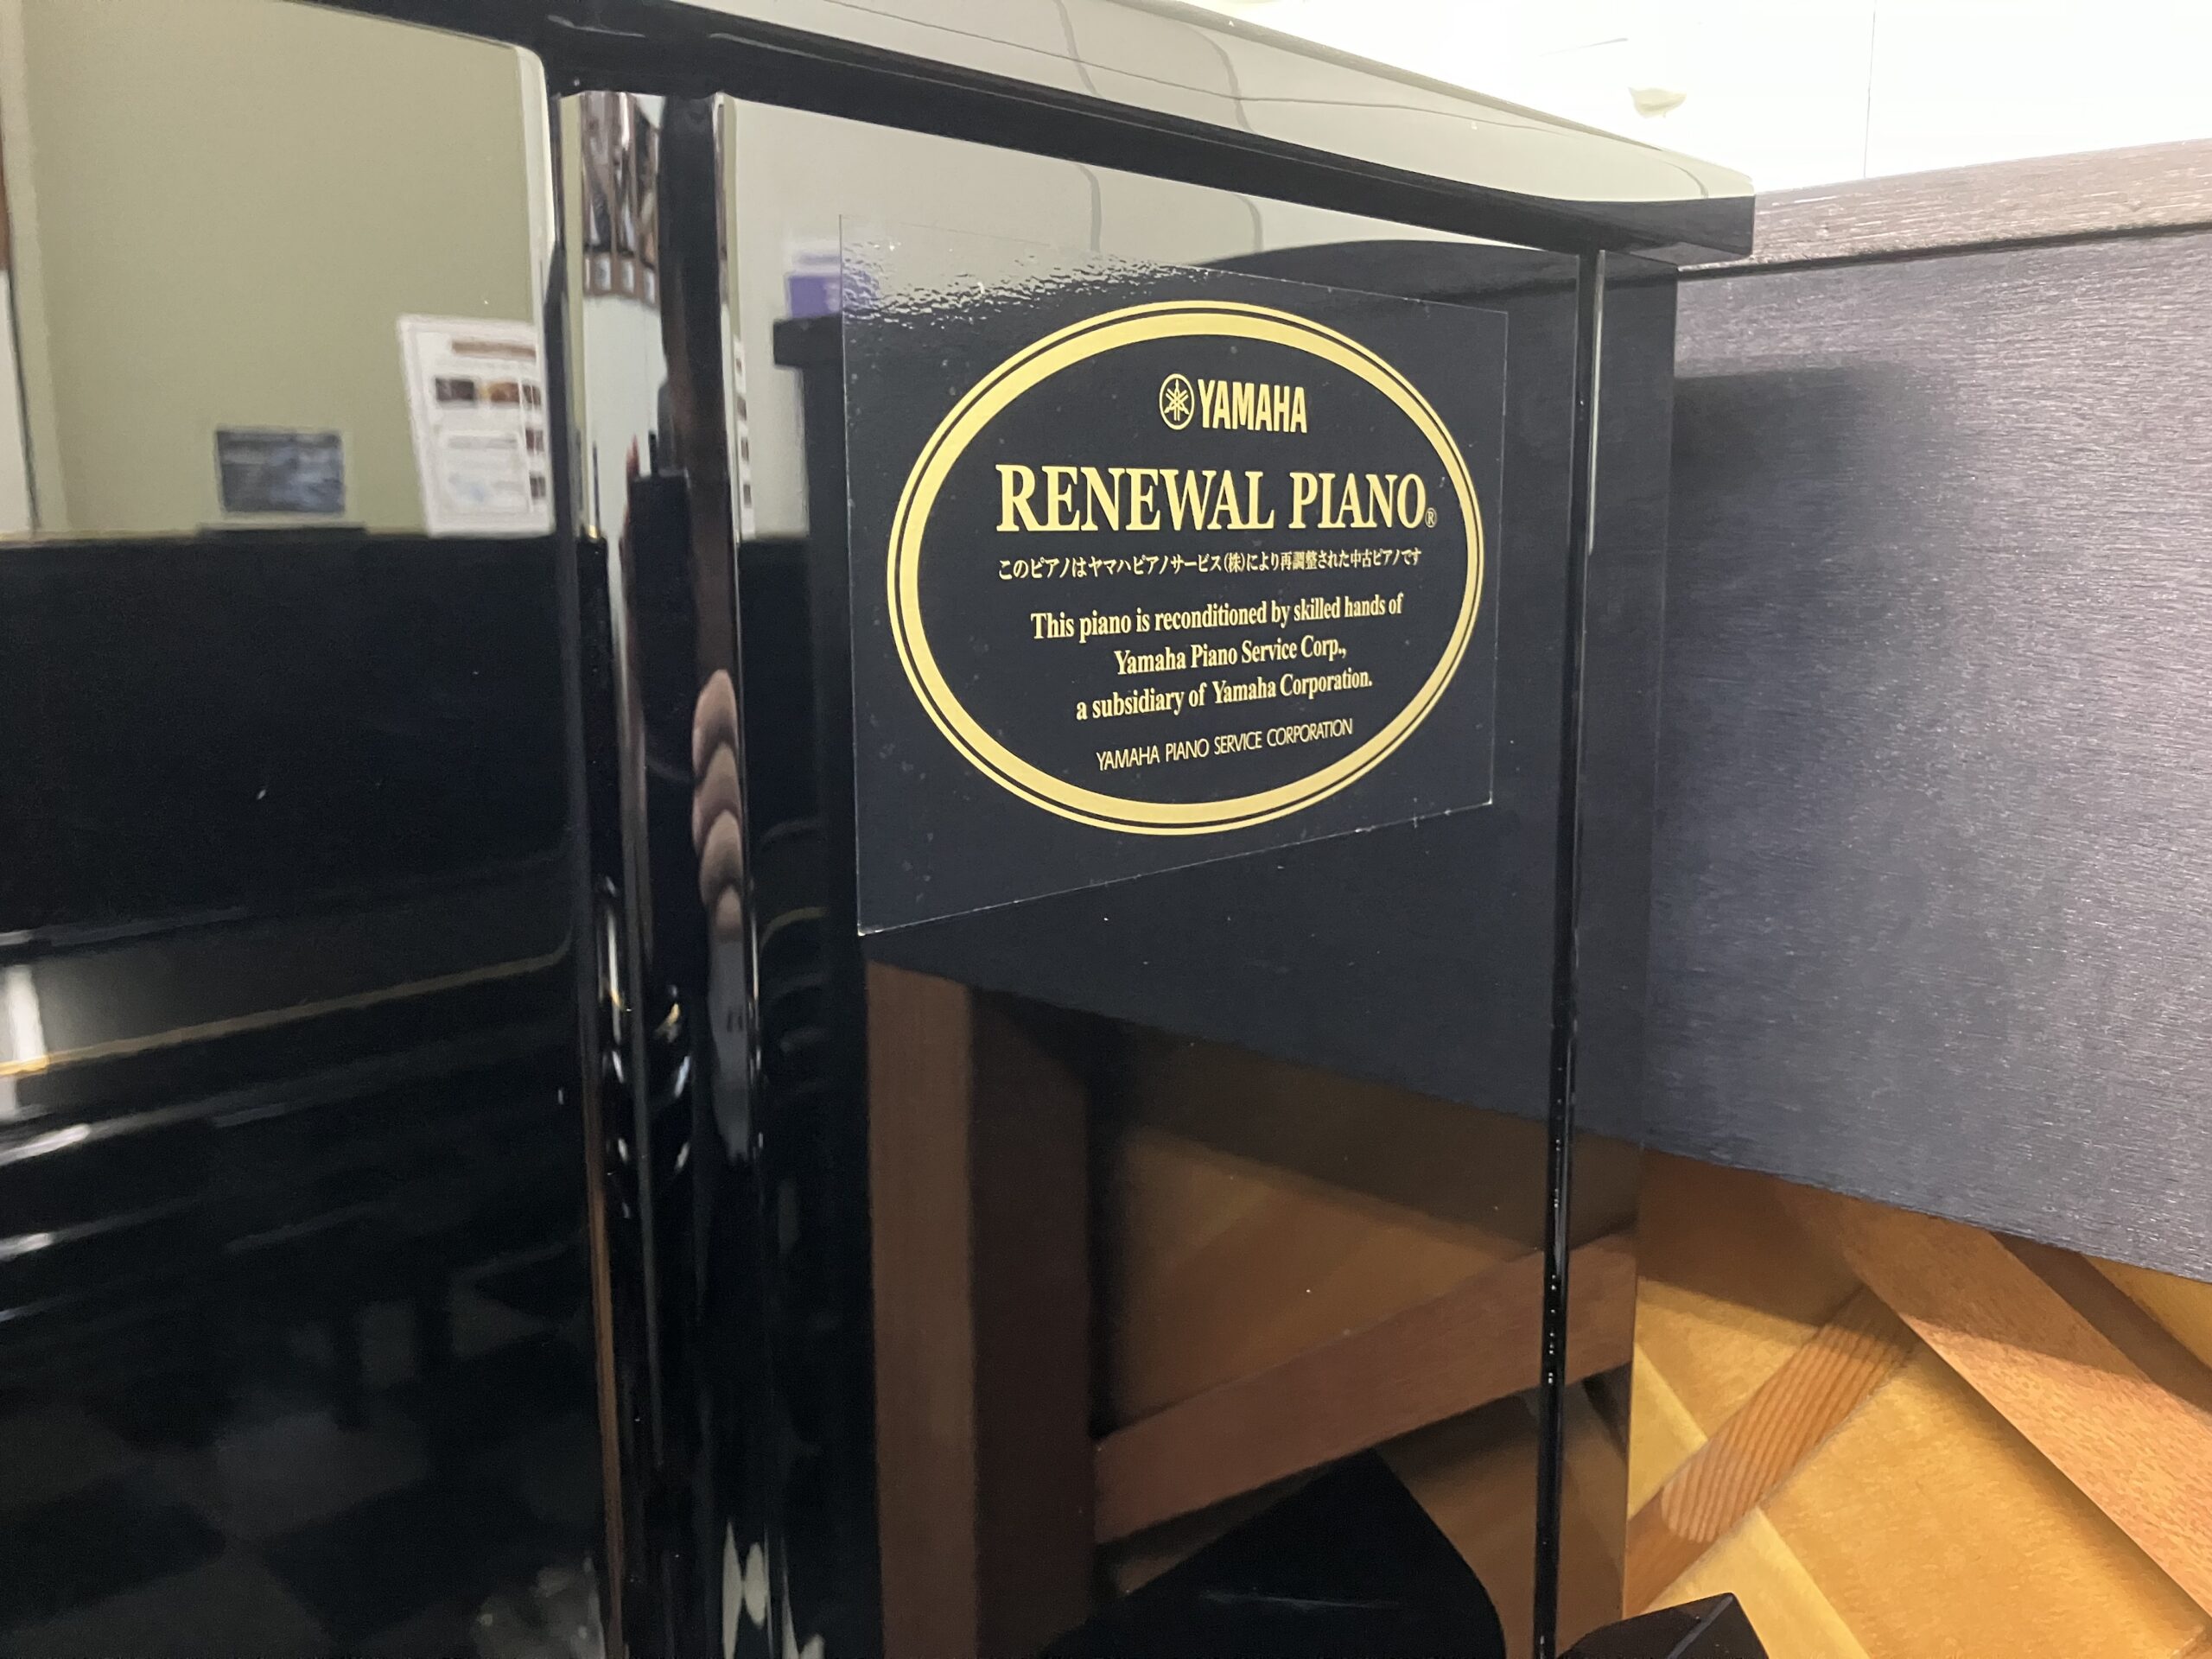 YAMAHA
RENEWAL PIANO®
このピアノはヤマハピアノサービス(株)により再調整された中古ピアノです
This piano is reconditioned by skilled hands of
Yamaha Piano Service Corp.,
a subsidiary of Yamaha Corporation.
YAMAHA PIANO SERVICE CORPORATION